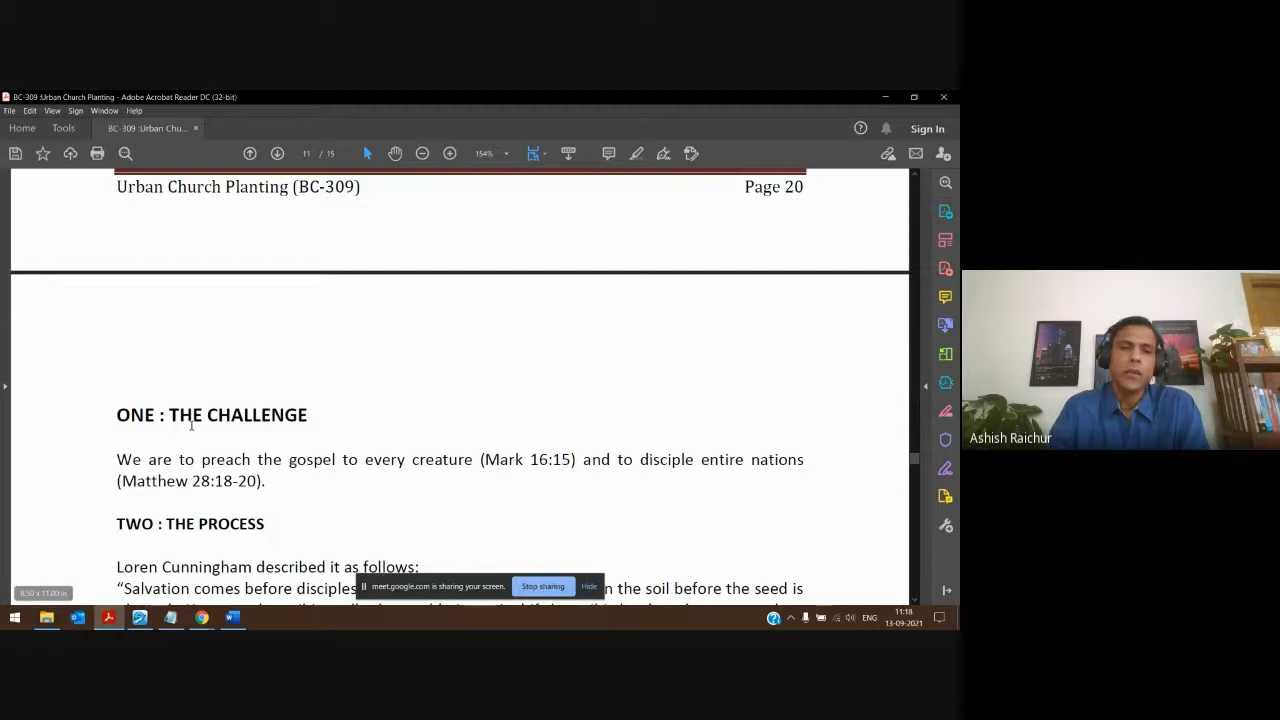 BC-309 :Urban Church Planting - Adobe Acrobat Reader DC (32-bit)
File Edit View Sign Window Help
Home Tools BC-309 :Urban Chu... × Sign In
11 / 15 154%
Urban Church Planting (BC-309) Page 20
ONE : THE CHALLENGE
We are to preach the gospel to every creature (Mark 16:15) and to disciple entire nations
(Matthew 28:18-20).
TWO : THE PROCESS
Loren Cunningham described it as follows:
“Salvation comes before disciples n the soil before the seed is
meet.google.com is sharing your screen. Stop sharing Hide
8.50 x 11.00 in
ENG 11:18
13-09-2021
Ashish Raichur